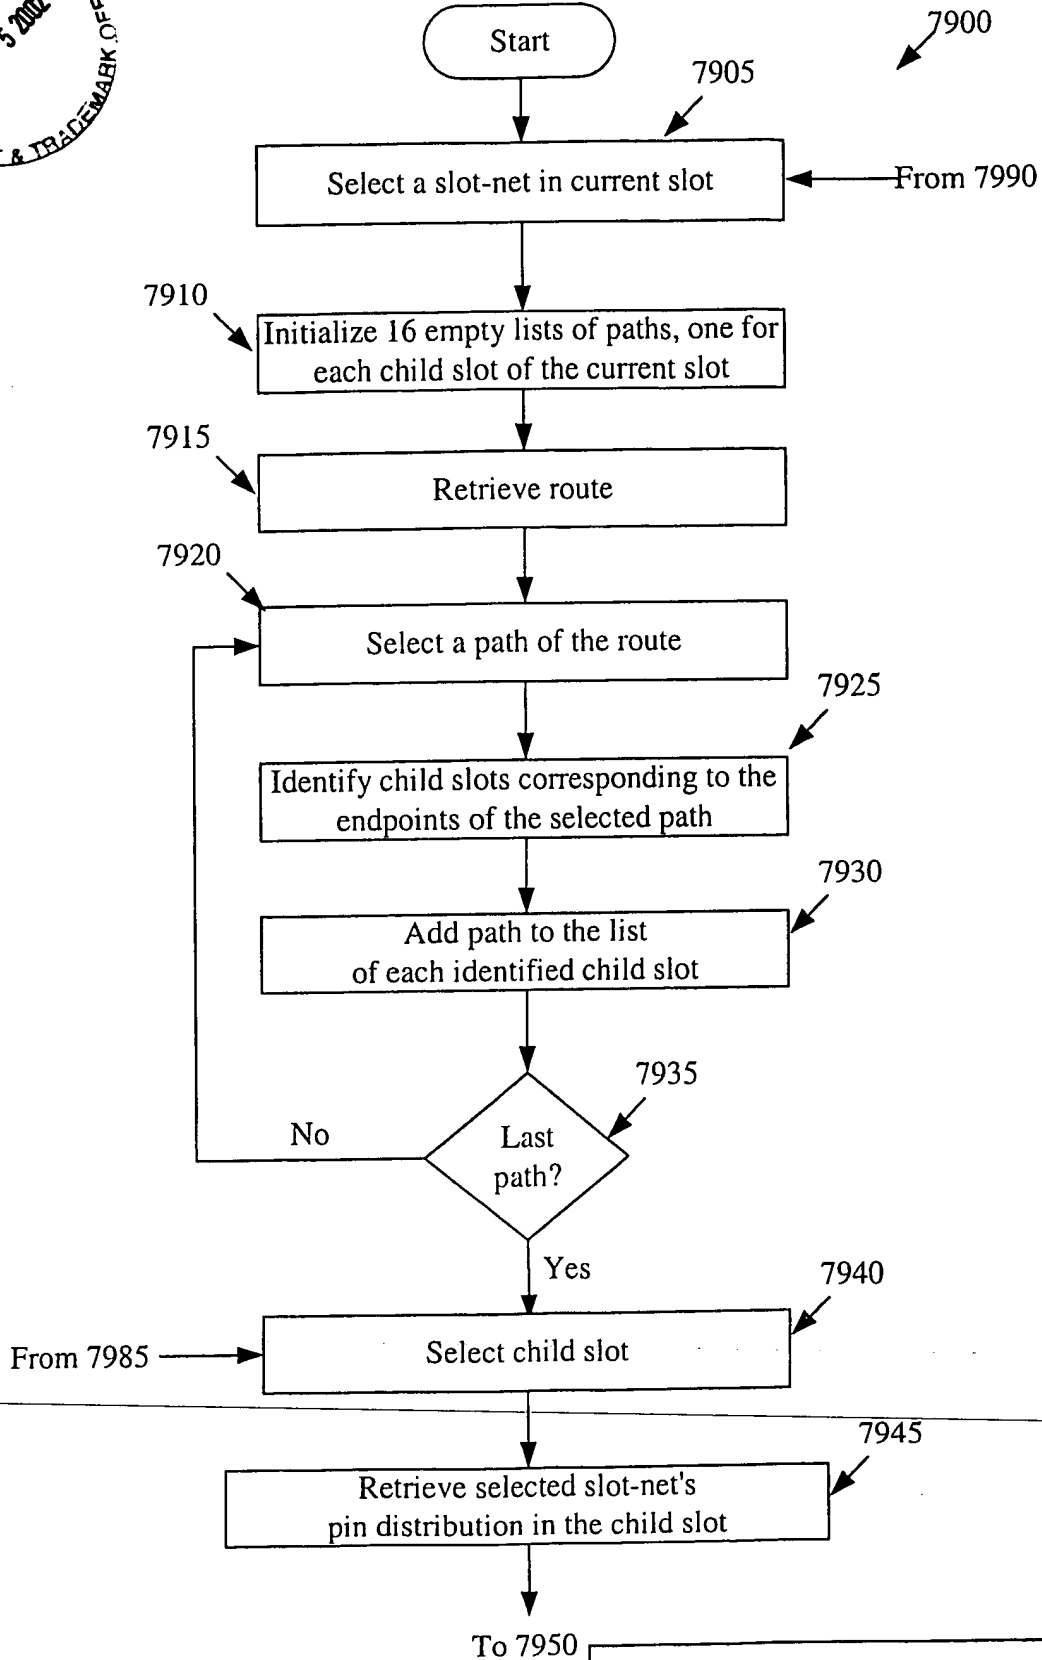 5 2002
& TRADEMARK OFF
Start
7900
7905
Select a slot-net in current slot
From 7990
7910
Initialize 16 empty lists of paths, one for
each child slot of the current slot
7915
Retrieve route
7920
Select a path of the route
7925
Identify child slots corresponding to the
endpoints of the selected path
7930
Add path to the list
of each identified child slot
7935
Last
path?
No
Yes
7940
From 7985
Select child slot
7945
Retrieve selected slot-net's
pin distribution in the child slot
To 7950